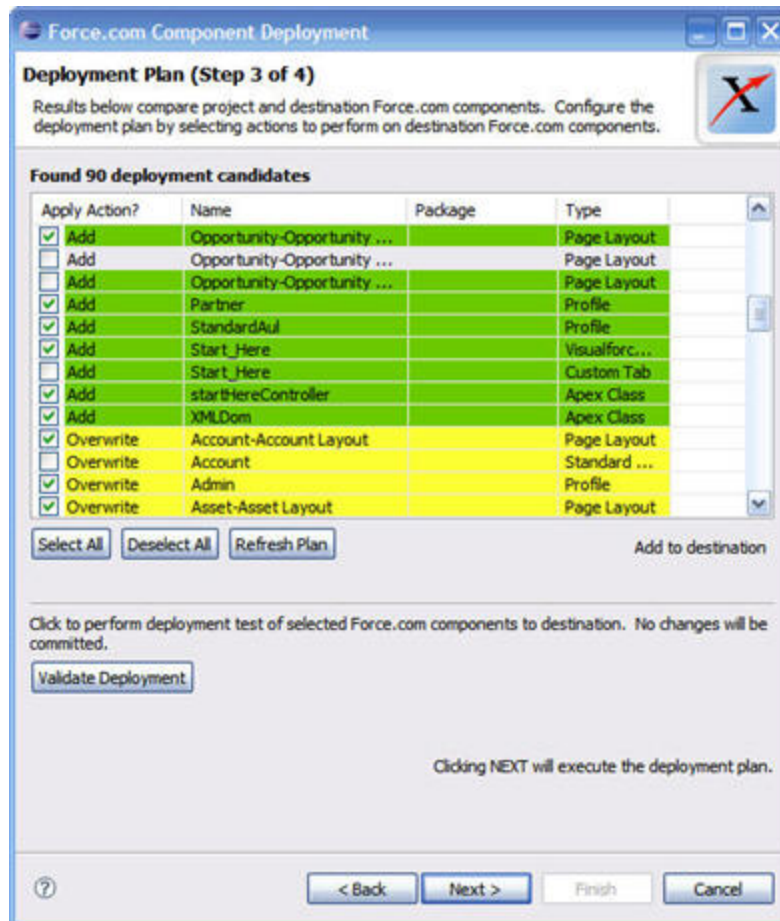 Force.com Component Deployment
Deployment Plan (Step 3 of 4)
Results below compare project and destination Force.com components. Configure the
deployment plan by selecting actions to perform on destination Force.com components.
X
Found 90 deployment candidates
Apply Action? Name Package Type
Add Opportunity-Opportunity ... Page Layout
Add Opportunity-Opportunity ... Page Layout
Add Opportunity-Opportunity ... Page Layout
Add Partner Profile
Add StandardAul Profile
Add Start_Here Visualforc...
Add Start_Here Custom Tab
Add startHereController Apex Class
Add XMLDom Apex Class
Overwrite Account-Account Layout Page Layout
Overwrite Account Standard ...
Overwrite Admin Profile
Overwrite Asset-Asset Layout Page Layout
Select All Deselect All Refresh Plan Add to destination
Click to perform deployment test of selected Force.com components to destination. No changes will be
committed.
Validate Deployment
Clicking NEXT will execute the deployment plan.
? < Back Next > Finish Cancel